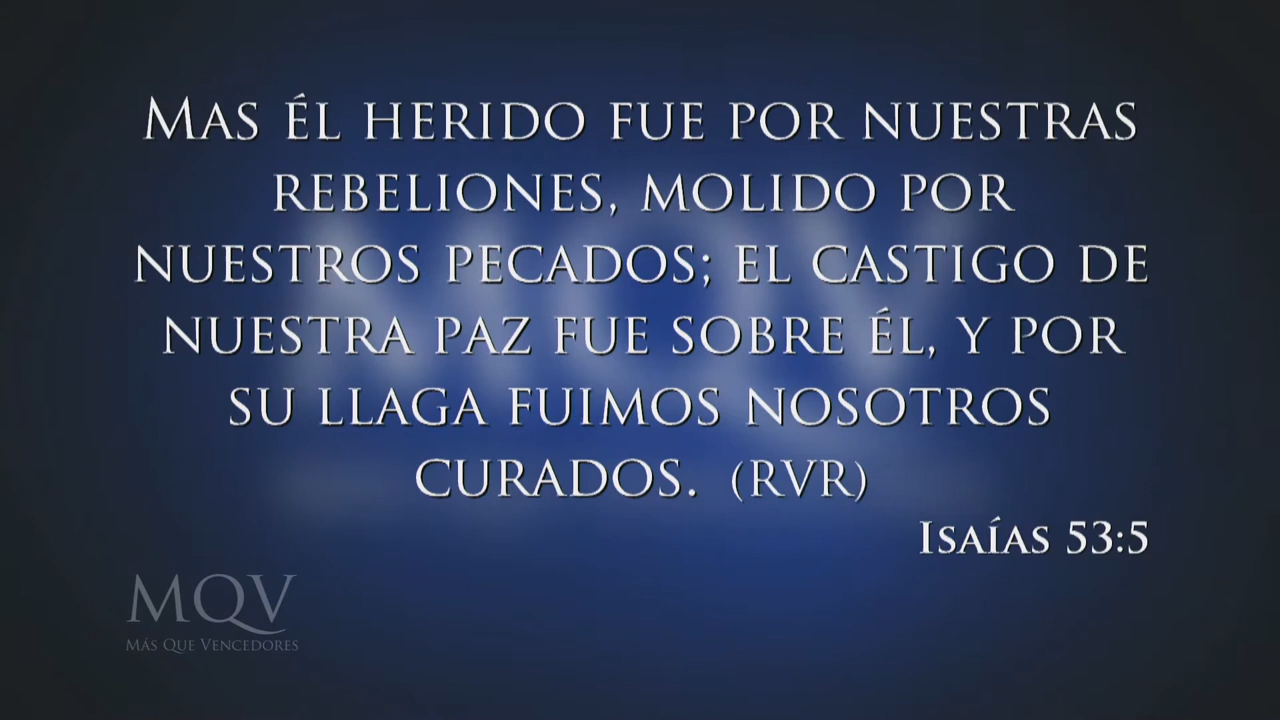 Mas él herido fue por nuestras
rebeliones, molido por
nuestros pecados; el castigo de
nuestra paz fue sobre él, y por
su llaga fuimos nosotros
curados. (RVR)
Isaías 53:5
MQV
Más Que Vencedores